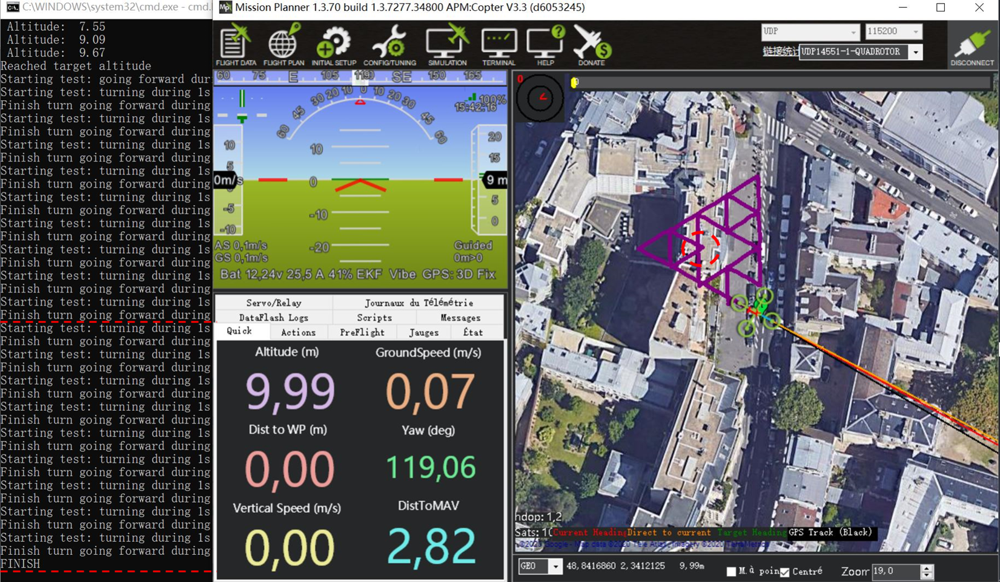 C:\WINDOWS\system32\cmd.exe - cmd.
Altitude:  7.55
Altitude:  9.09
Altitude:  9.67
Reached target altitude
Starting test: going forward dur
Starting test: turning during 1s
Finish turn going forward during
Starting test: turning during 1s
Finish turn going forward during
Starting test: turning during 1s
Finish turn going forward during
Starting test: turning during 1s
Finish turn going forward during
Starting test: turning during 1s
Finish turn going forward during
Starting test: turning during 1s
Finish turn going forward during
Starting test: turning during 1s
Finish turn going forward during
Starting test: turning during 1s
Finish turn going forward during
Starting test: turning during 1s
Finish turn going forward during
Starting test: turning during 1s
Finish turn going forward during
Starting test: turning during 1s
Finish turn going forward during
Starting test: turning during 1s
Finish turn going forward during
Starting test: turning during 1s
Finish turn going forward during
Starting test: turning during 1s
Finish turn going forward during
Starting test: turning during 1s
Finish turn going forward during
Starting test: turning during 1s
Finish turn going forward during
Starting test: turning during 1s
Finish turn going forward during
Starting test: turning during 1s
Finish turn going forward during
FINISH
Mission Planner 1.3.70 build 1.3.7277.34800 APM:Copter V3.3 (d6053245)
FLIGHT DATA FLIGHT PLAN INITIAL SETUP CONFIG/TUNING SIMULATION TERMINAL HELP DONATE
UDP 115200
链接统计 UDP14551-1-QUADROTOR
DISCONNECT
60 75 E 105 119 SE 150 165
60 45 30 20 10 0 10 20 30 45 60
100%
15:42:16
10
5
0m/s
-5
-10
10
0
-10
-20
20
15
9 m
5
0
AS 0,1m/s
GS 0,1m/s
Guided
0m>0
Bat 12,24v 25,5 A 41% EKF Vibe GPS: 3D Fix
Servo/Relay Journaux du Télémétrie
DataFlash Logs Scripts Messages
Quick Actions PreFlight Jauges État
Altitude (m) GroundSpeed (m/s)
9,99 0,07
Dist to WP (m) Yaw (deg)
0,00 119,06
Vertical Speed (m/s) DistToMAV
0,00 2,82
0
hdop: 1,2
Sats: 1 Current Heading Direct to current Target Heading GPS Track (Black)
Google - Map data ©2020 Tele Atlas, Imagery ©2020 TerraMetrics
GEO 48,8416860 2,3412125 9,99m M.à poin Centré Zoom 19,0